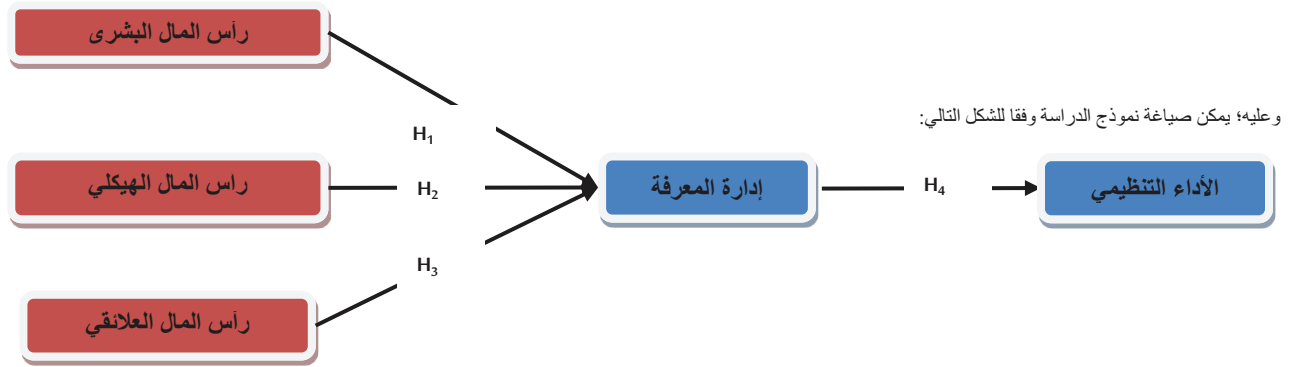 رأس المال البشرى
وعليه؛ يمكن صياغة نموذج الدراسة وفقا للشكل التالي:
H₁
راس المال الهيكلي
H₂
إدارة المعرفة
H₄
الأداء التنظيمي
H₃
رأس المال العلائقي